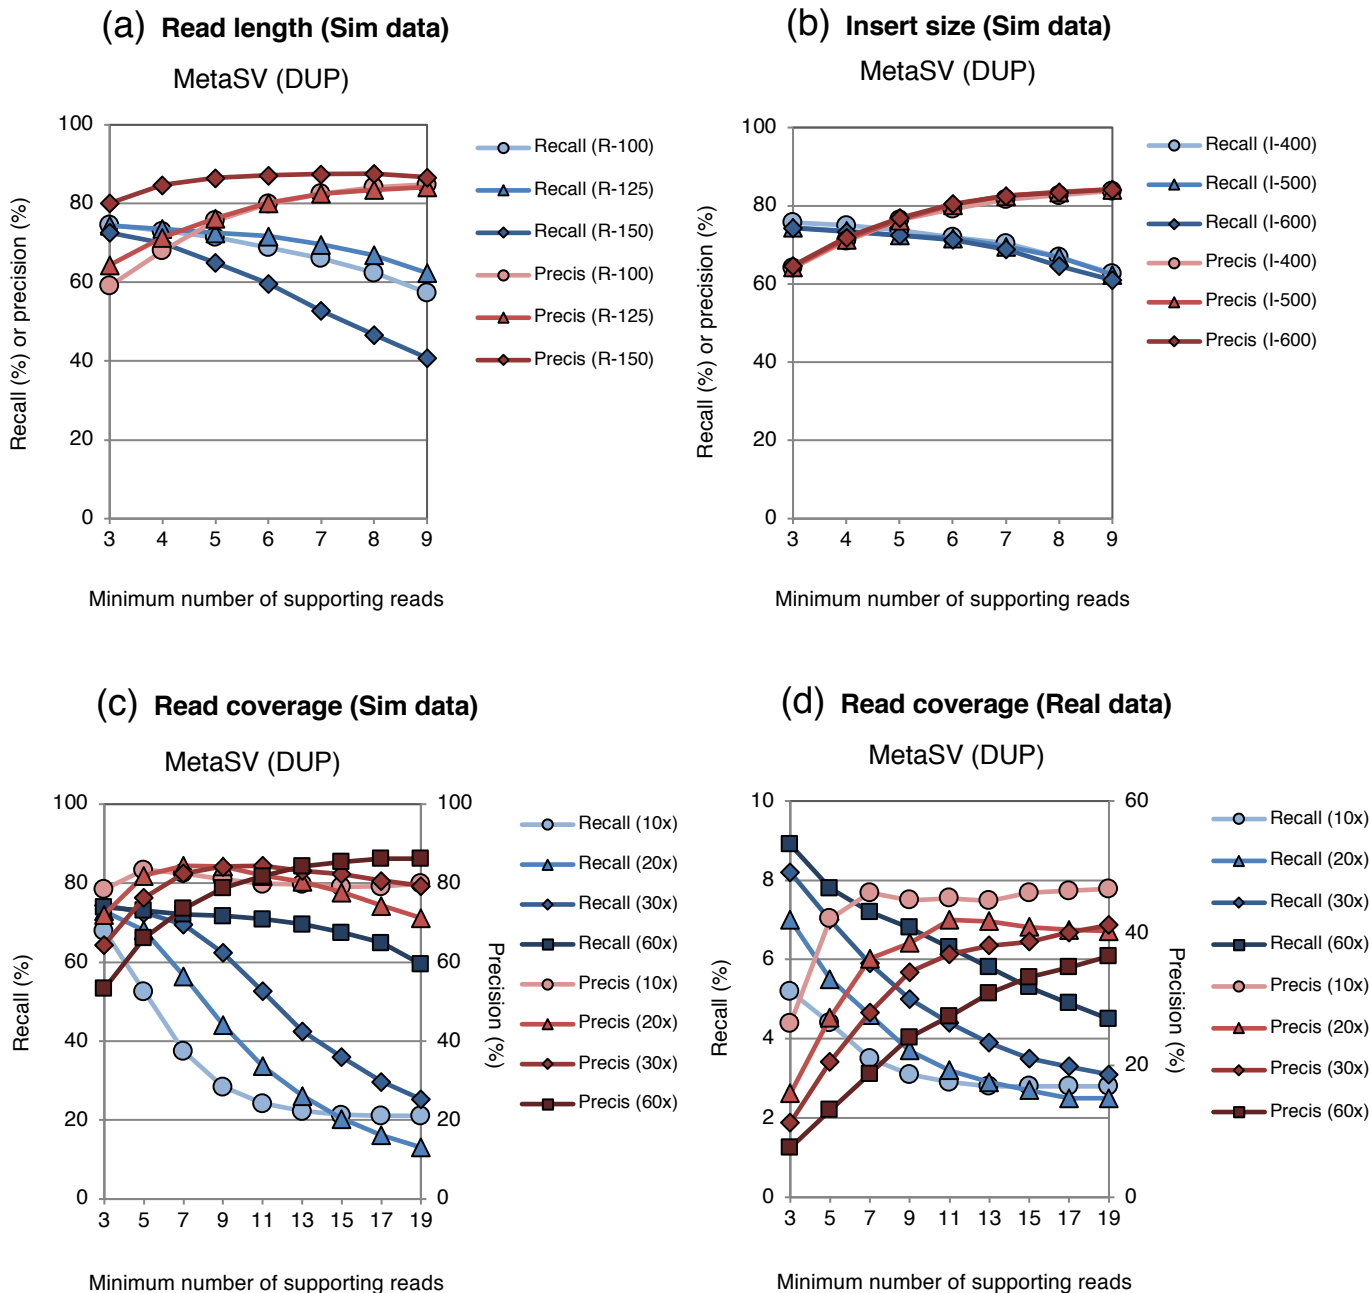 (a) Read length (Sim data)
MetaSV (DUP)
100
80
60
40
20
0
3 4 5 6 7 8 9
Recall (%) or precision (%)
Minimum number of supporting reads
Recall (R-100)
Recall (R-125)
Recall (R-150)
Precis (R-100)
Precis (R-125)
Precis (R-150)
(b) Insert size (Sim data)
MetaSV (DUP)
100
80
60
40
20
0
3 4 5 6 7 8 9
Recall (%) or precision (%)
Minimum number of supporting reads
Recall (I-400)
Recall (I-500)
Recall (I-600)
Precis (I-400)
Precis (I-500)
Precis (I-600)
(c) Read coverage (Sim data)
MetaSV (DUP)
100
80
60
40
20
0
100
80
60
40
20
0
3 5 7 9 11 13 15 17 19
Recall (%)
Precision (%)
Minimum number of supporting reads
Recall (10x)
Recall (20x)
Recall (30x)
Recall (60x)
Precis (10x)
Precis (20x)
Precis (30x)
Precis (60x)
(d) Read coverage (Real data)
MetaSV (DUP)
10
8
6
4
2
0
60
40
20
0
3 5 7 9 11 13 15 17 19
Recall (%)
Precision (%)
Minimum number of supporting reads
Recall (10x)
Recall (20x)
Recall (30x)
Recall (60x)
Precis (10x)
Precis (20x)
Precis (30x)
Precis (60x)